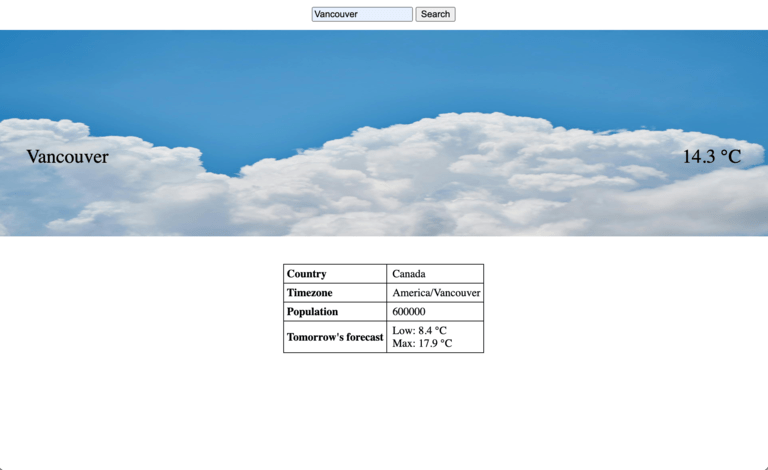 Vancouver Search
Vancouver 14.3 °C
Country Canada
Timezone America/Vancouver
Population 600000
Tomorrow's forecast Low: 8.4 °C
Max: 17.9 °C